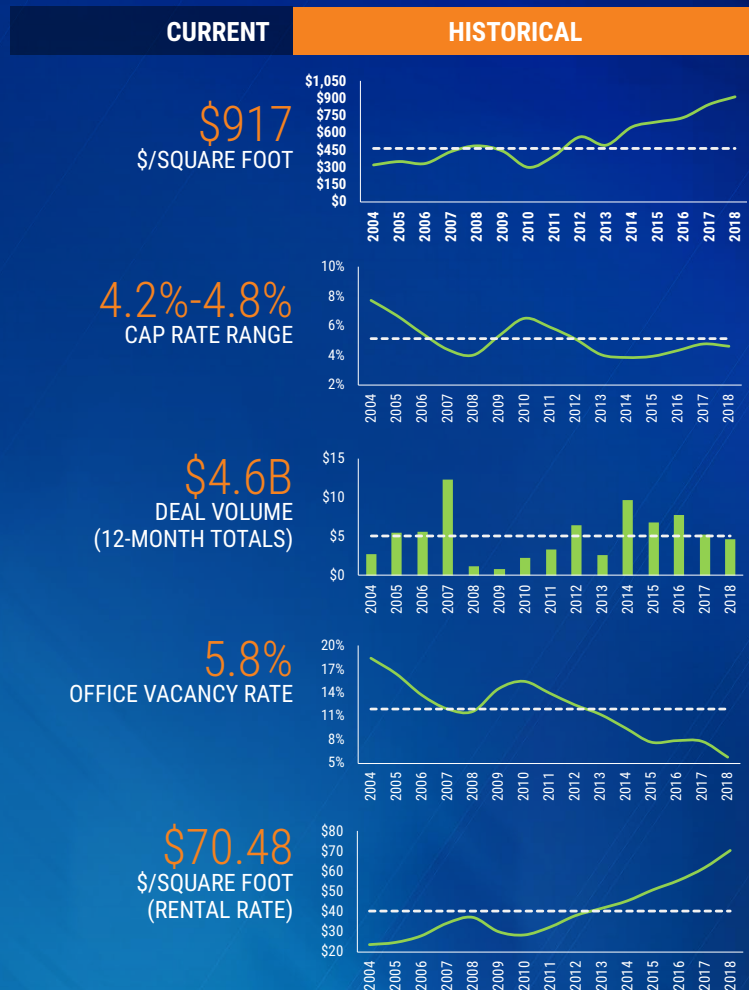 CURRENT HISTORICAL
$917
$/SQUARE FOOT
$1,050
$900
$750
$600
$450
$300
$150
$0
2004 2005 2006 2007 2008 2009 2010 2011 2012 2013 2014 2015 2016 2017 2018
4.2%-4.8%
CAP RATE RANGE
10%
8%
6%
4%
2%
2004 2005 2006 2007 2008 2009 2010 2011 2012 2013 2014 2015 2016 2017 2018
$4.6B
DEAL VOLUME
(12-MONTH TOTALS)
$15
$10
$5
$0
2004 2005 2006 2007 2008 2009 2010 2011 2012 2013 2014 2015 2016 2017 2018
5.8%
OFFICE VACANCY RATE
20%
17%
14%
11%
8%
5%
2004 2005 2006 2007 2008 2009 2010 2011 2012 2013 2014 2015 2016 2017 2018
$70.48
$/SQUARE FOOT
(RENTAL RATE)
$80
$70
$60
$50
$40
$30
$20
2004 2005 2006 2007 2008 2009 2010 2011 2012 2013 2014 2015 2016 2017 2018